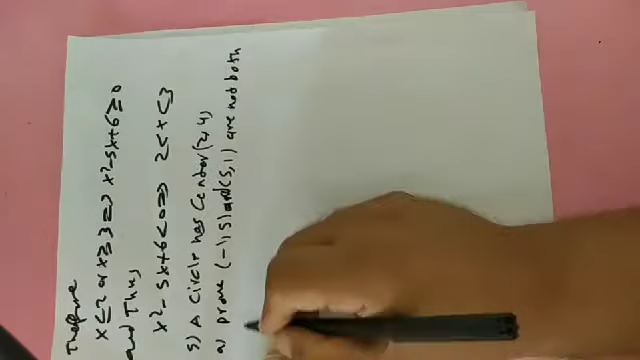 Therefore
x ≤ 2 or x ≥ 3 ⇒ x² - 5x + 6 ≥ 0
and Thus,
x² - 5x + 6 < 0 ⇒ 2 < x < 3
5) A Circle has Center (2, 4)
a) prove (-1, 5) and (5, 1) are not both